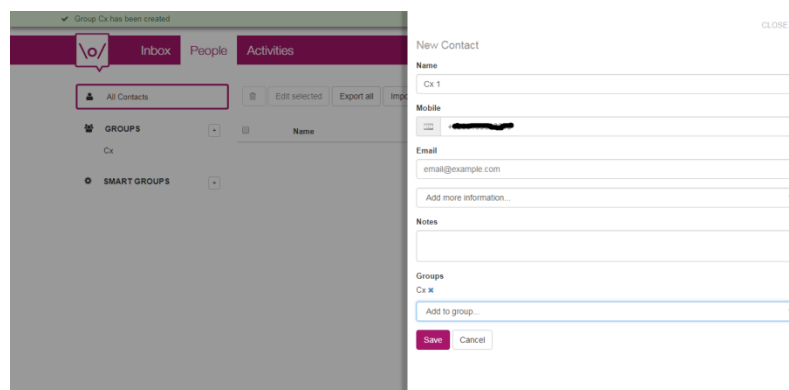 Group Cx has been created
CLOSE
\o/
Inbox
People
Activities
New Contact
Name
Cx 1
Mobile
Email
email@example.com
Add more information...
Notes
Groups
Cx
Add to group...
Save
Cancel
All Contacts
Edit selected
Export all
GROUPS
Name
Cx
SMART GROUPS